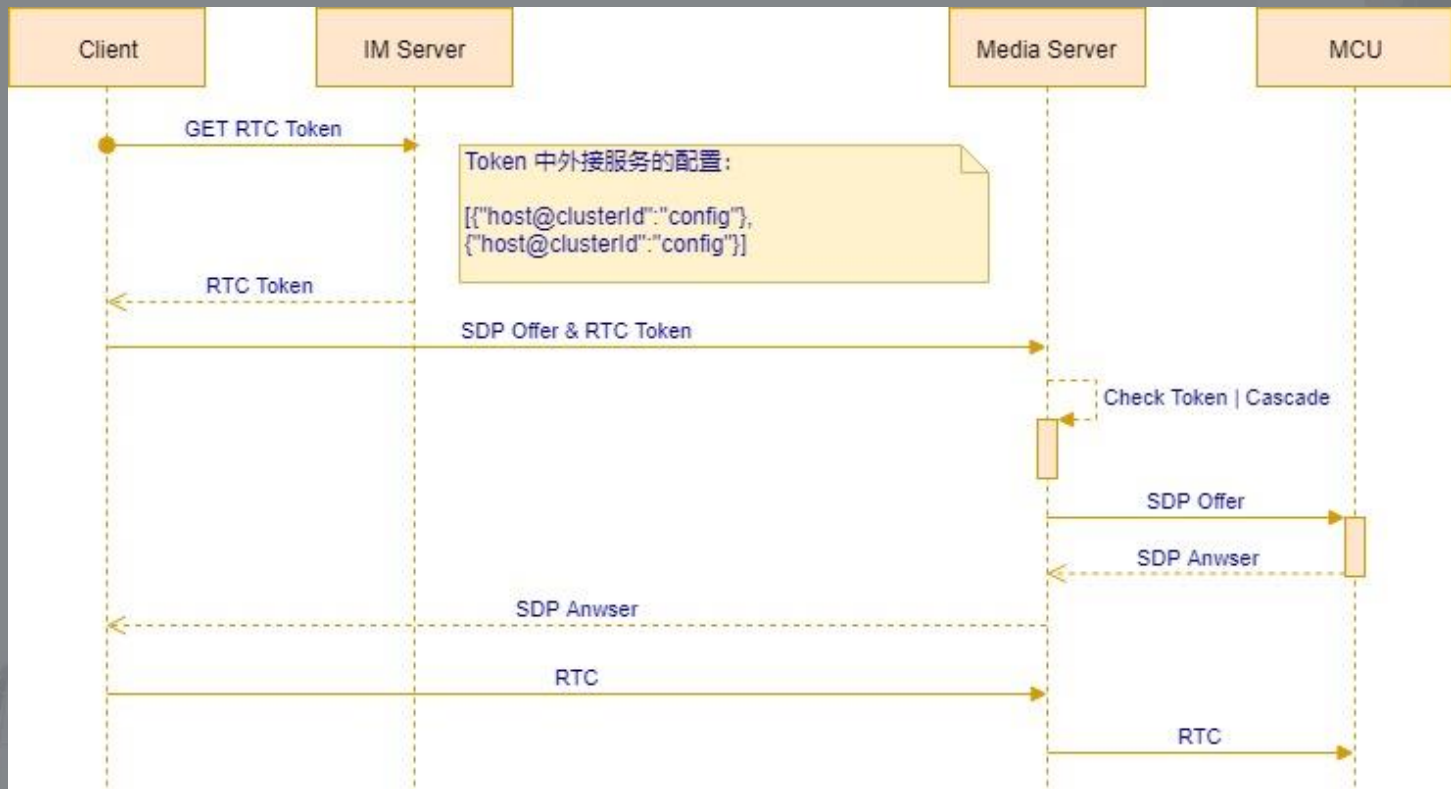 Client
IM Server
Media Server
MCU
GET RTC Token
Token 中外接服务的配置：
[{"host@clusterId":"config"},
{"host@clusterId":"config"}]
RTC Token
SDP Offer & RTC Token
Check Token | Cascade
SDP Offer
SDP Anwser
SDP Anwser
RTC
RTC